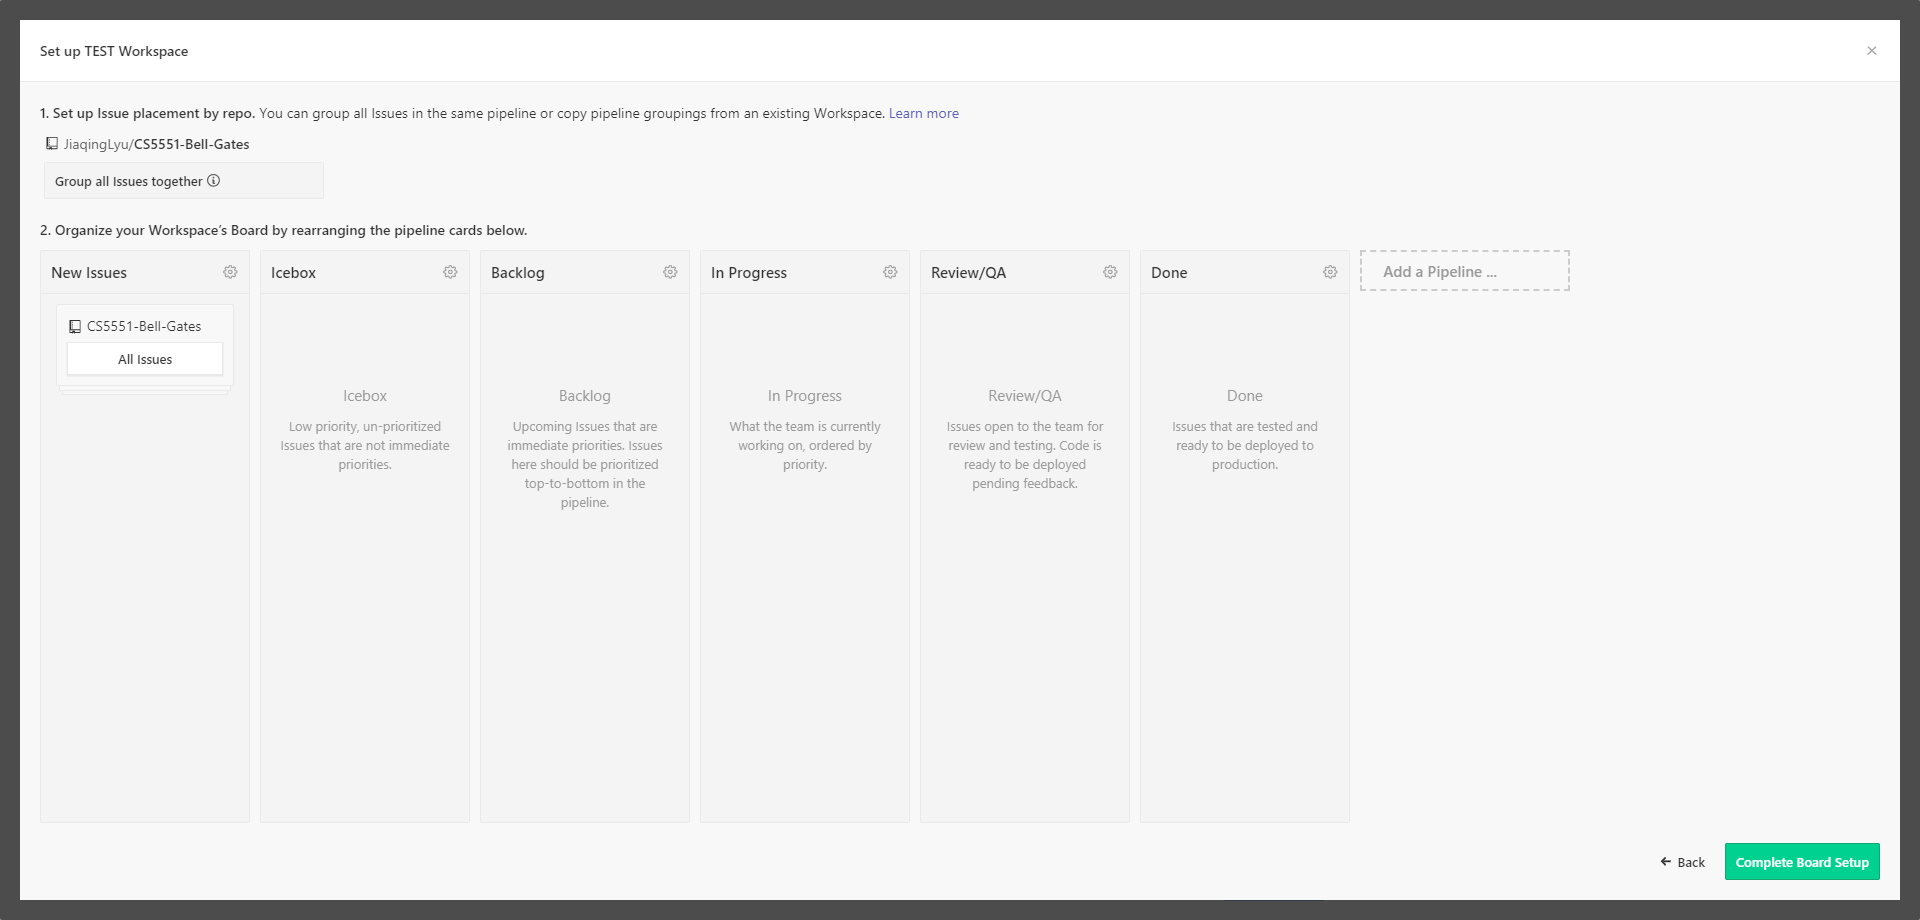 Set up TEST Workspace
1. Set up Issue placement by repo. You can group all Issues in the same pipeline or copy pipeline groupings from an existing Workspace. Learn more
JiaqingLyu/CS5551-Bell-Gates
Group all Issues together
2. Organize your Workspace's Board by rearranging the pipeline cards below.
New Issues
CS5551-Bell-Gates
All Issues
Icebox
Icebox
Low priority, un-prioritized
Issues that are not immediate
priorities.
Backlog
Backlog
Upcoming Issues that are
immediate priorities. Issues
here should be prioritized
top-to-bottom in the
pipeline.
In Progress
In Progress
What the team is currently
working on, ordered by
priority.
Review/QA
Review/QA
Issues open to the team for
review and testing. Code is
ready to be deployed
pending feedback.
Done
Done
Issues that are tested and
ready to be deployed to
production.
Add a Pipeline ...
Back
Complete Board Setup